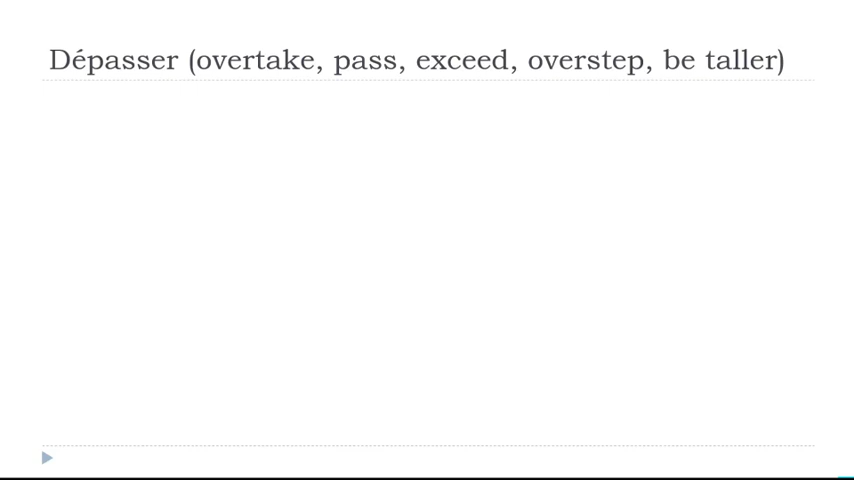 Dépasser (overtake, pass, exceed, overstep, be taller)